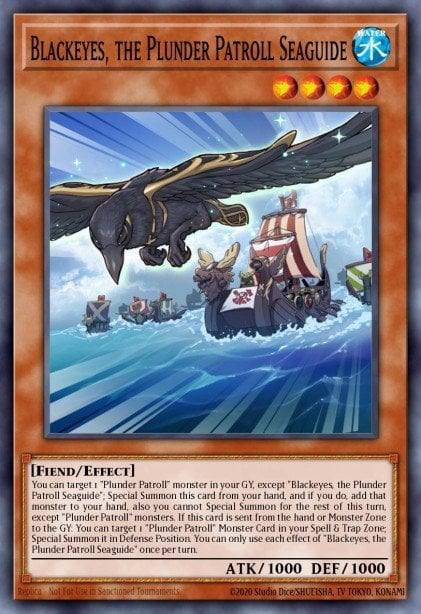 Blackeyes, the Plunder Patroll Seaguide
WATER
水
[Fiend/Effect]
You can target 1 "Plunder Patroll" monster in your GY, except "Blackeyes, the Plunder
Patroll Seaguide"; Special Summon this card from your hand, and if you do, add that
monster to your hand, also you cannot Special Summon for the rest of this turn,
except "Plunder Patroll" monsters. If this card is sent from the hand or Monster Zone
to the GY: You can target 1 "Plunder Patroll" Monster Card in your Spell & Trap Zone;
Special Summon it in Defense Position. You can only use each effect of "Blackeyes,
the Plunder Patroll Seaguide" once per turn.
ATK/1000 DEF/1000
Replica - Not For Use in Sanctioned Tournaments
©2020 Studio Dice/SHUEISHA, TV TOKYO, KONAMI